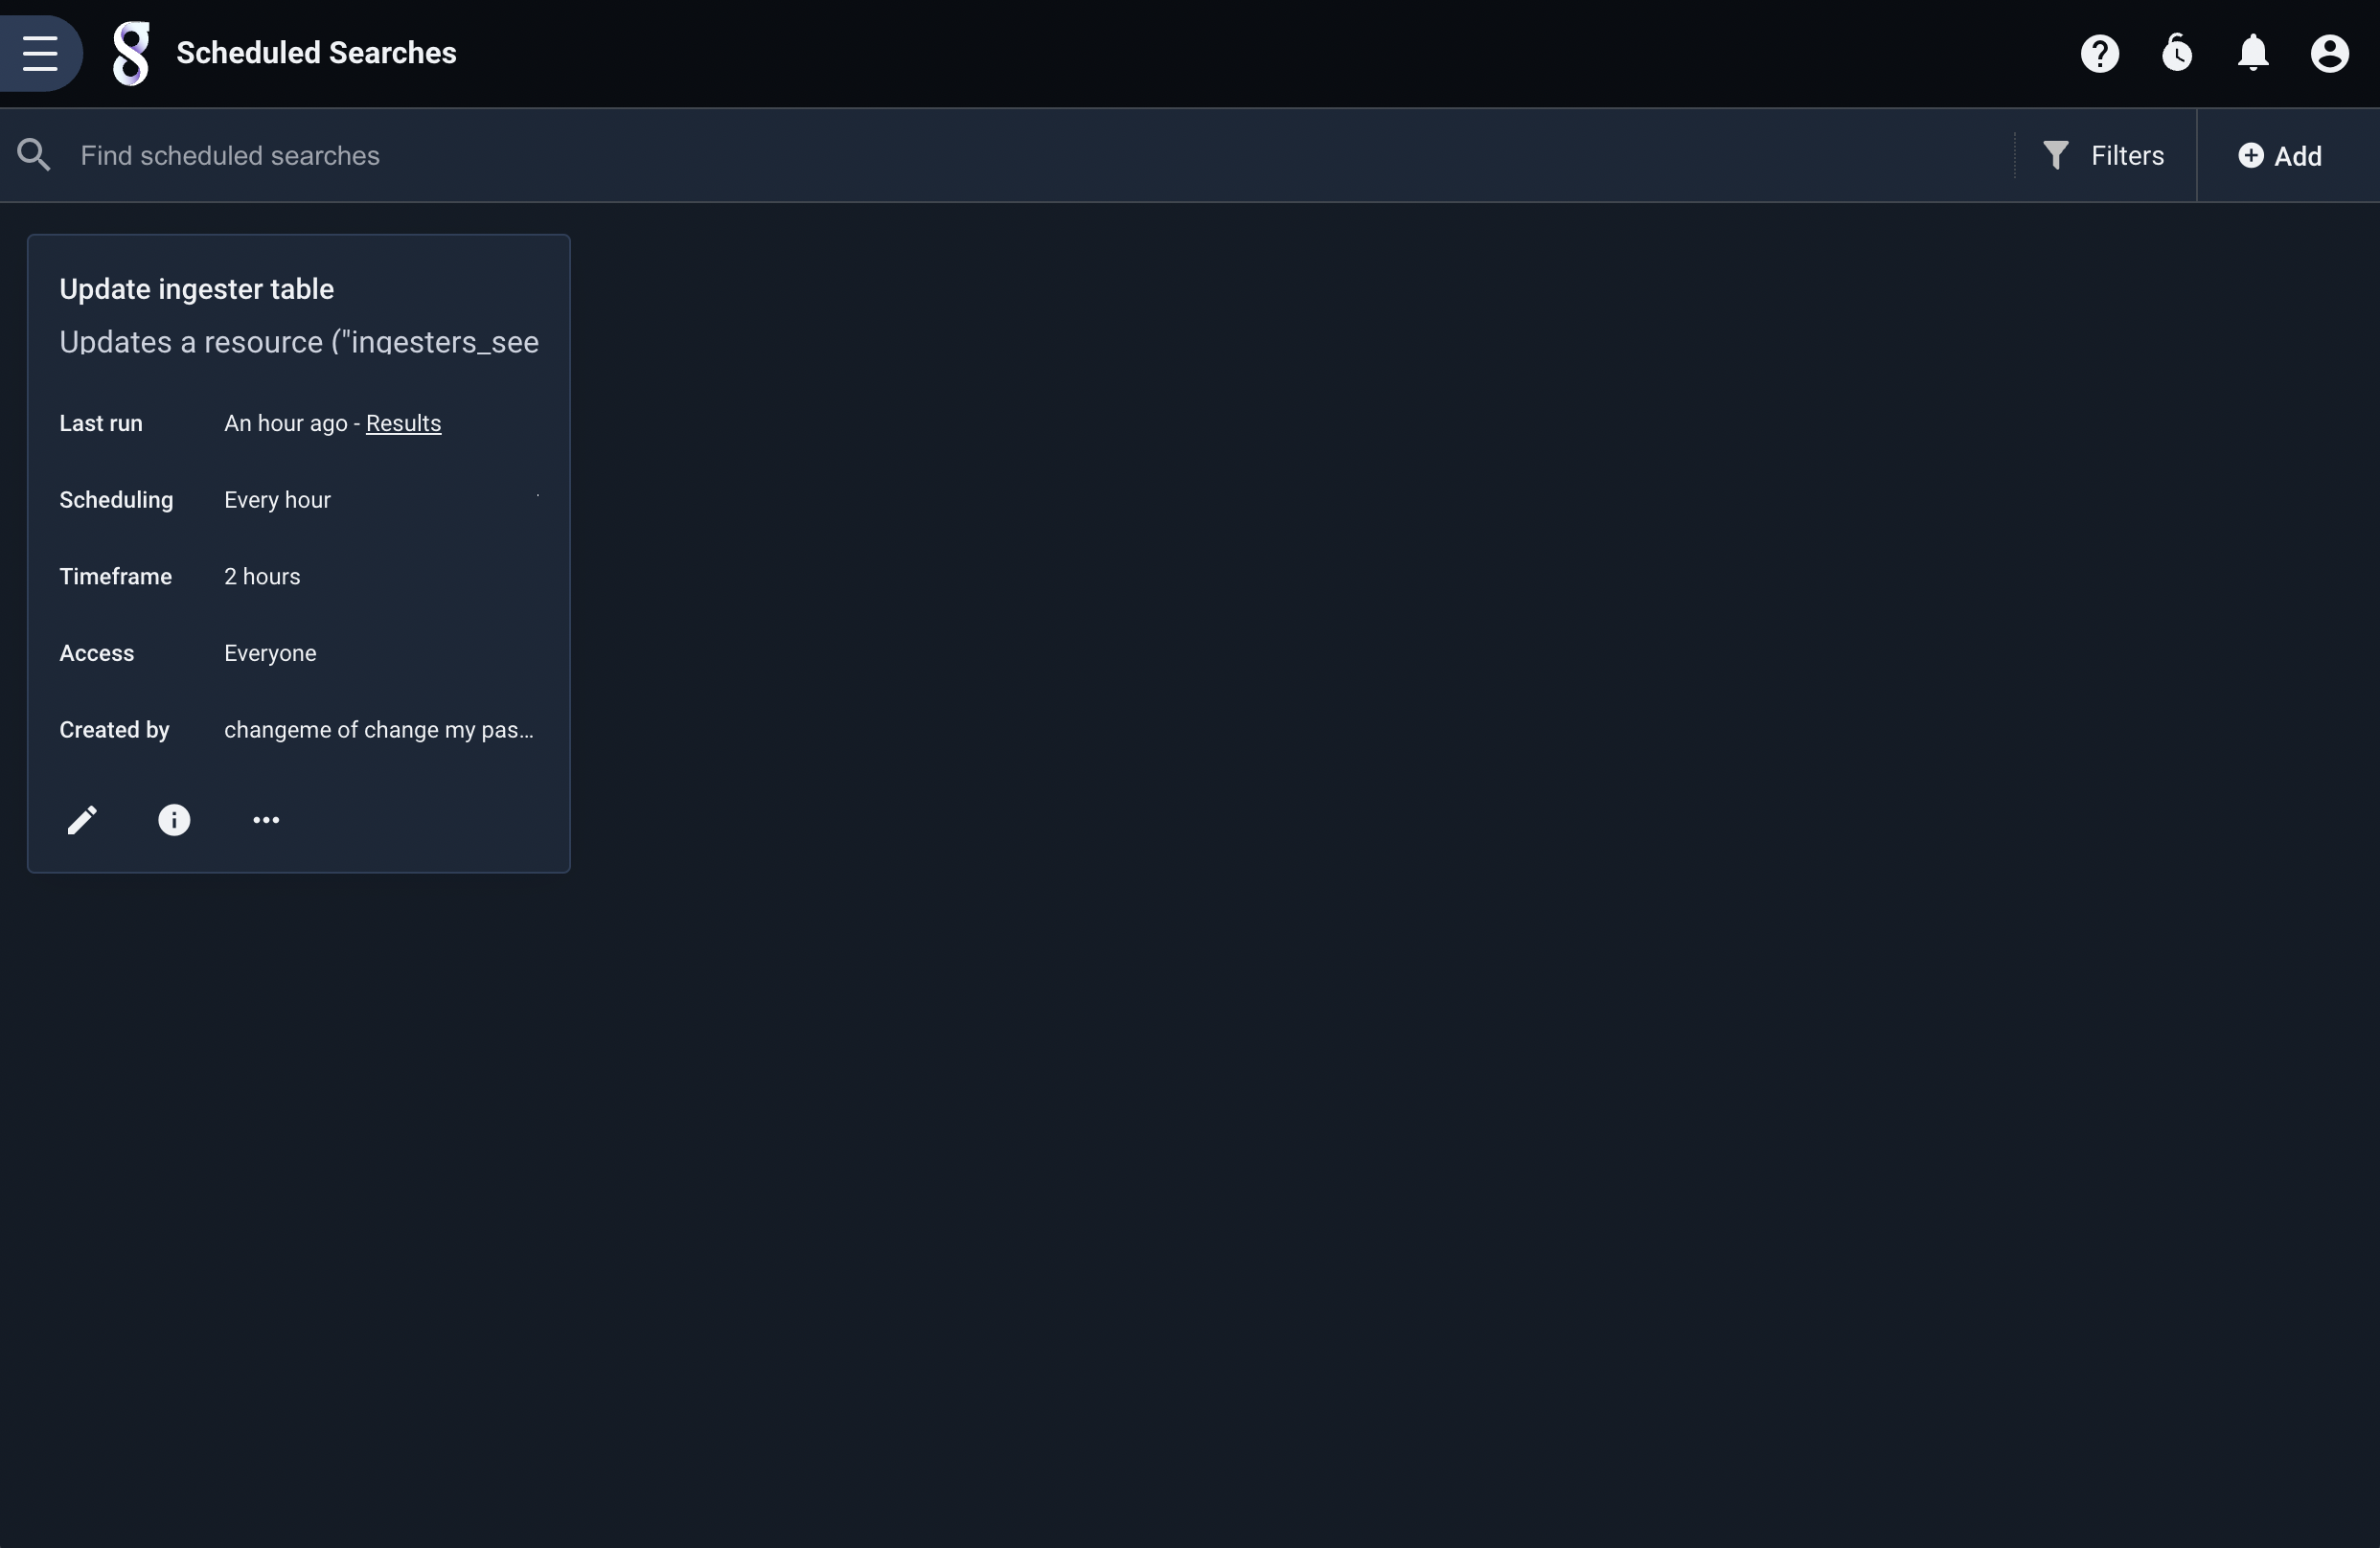 Scheduled Searches
Find scheduled searches
Filters
Add
Update ingester table
Updates a resource ("ingesters_see
Last run An hour ago - Results
Scheduling Every hour
Timeframe 2 hours
Access Everyone
Created by changeme of change my pas...